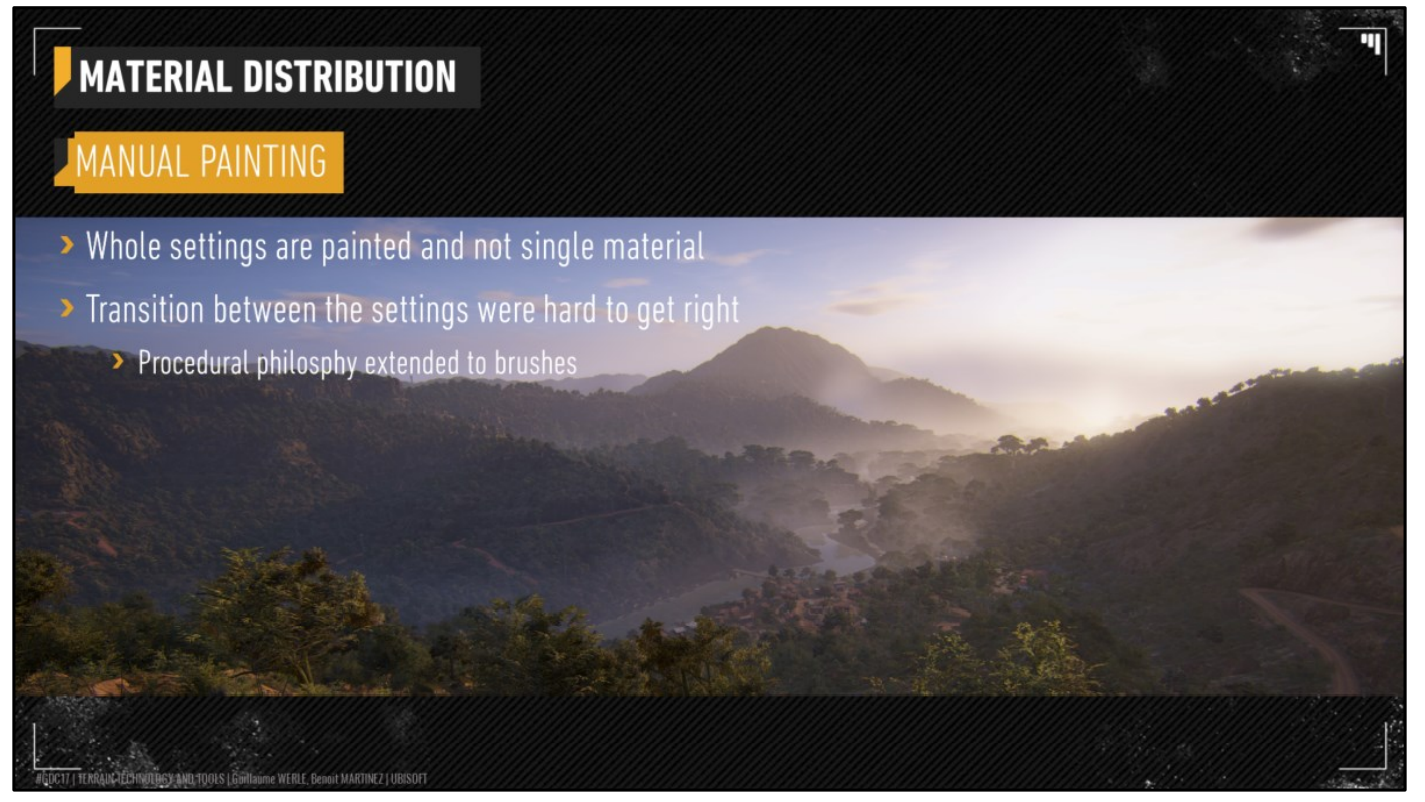 MATERIAL DISTRIBUTION
MANUAL PAINTING
› Whole settings are painted and not single material
› Transition between the settings were hard to get right
› Procedural philosphy extended to brushes
#GDC17 | TERRAIN TECHNOLOGY AND TOOLS | Guillaume WERLE, Benoit MARTINEZ | UBISOFT